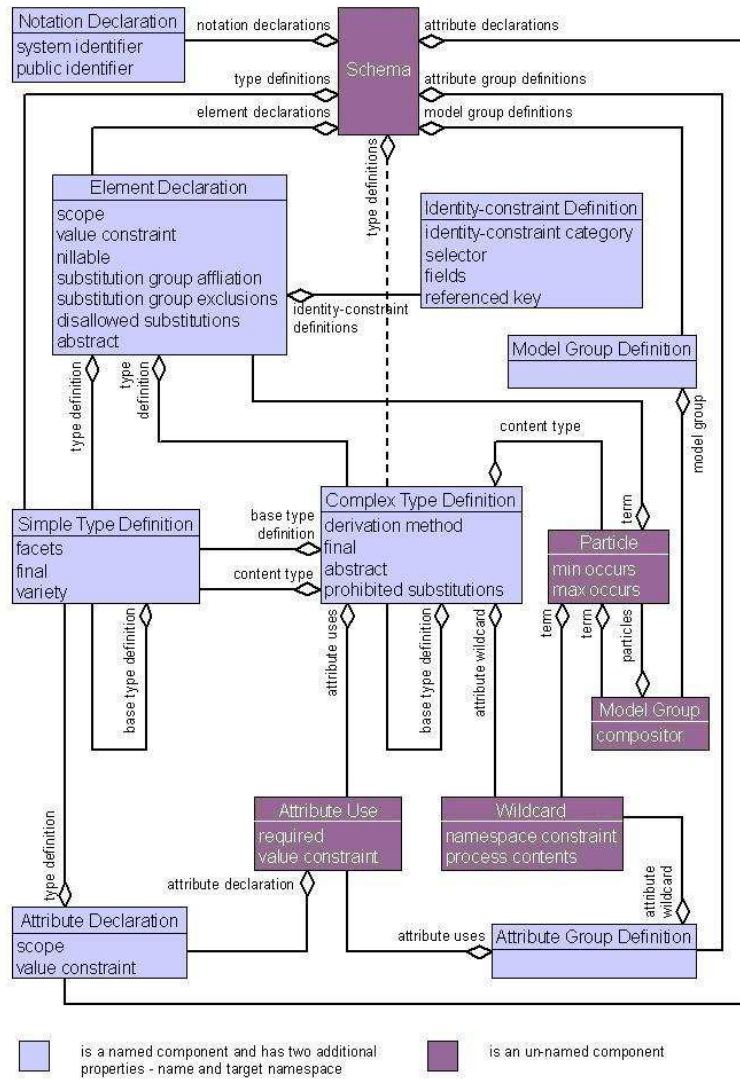 Notation Declaration
system identifier
public identifier
notation declarations
Schema
attribute declarations
type definitions
attribute group definitions
element declarations
model group definitions
type definitions
Element Declaration
scope
value constraint
nillable
substitution group affliation
substitution group exclusions
disallowed substitutions
abstract
Identity-constraint Definition
identity-constraint category
selector
fields
referenced key
identity-constraint
definitions
Model Group Definition
type definition
type
definition
content type
model group
Simple Type Definition
facets
final
variety
base type
definition
content type
Complex Type Definition
derivation method
final
abstract
prohibited substitutions
term
Particle
min occurs
max occurs
base type definition
attribute uses
base type definition
attribute wildcard
term
term
particles
Model Group
compositor
Attribute Use
required
value constraint
Wildcard
namespace constraint
process contents
type definition
attribute declaration
attribute
wildcard
Attribute Declaration
scope
value constraint
attribute uses
Attribute Group Definition
is a named component and has two additional
properties - name and target namespace
is an un-named component